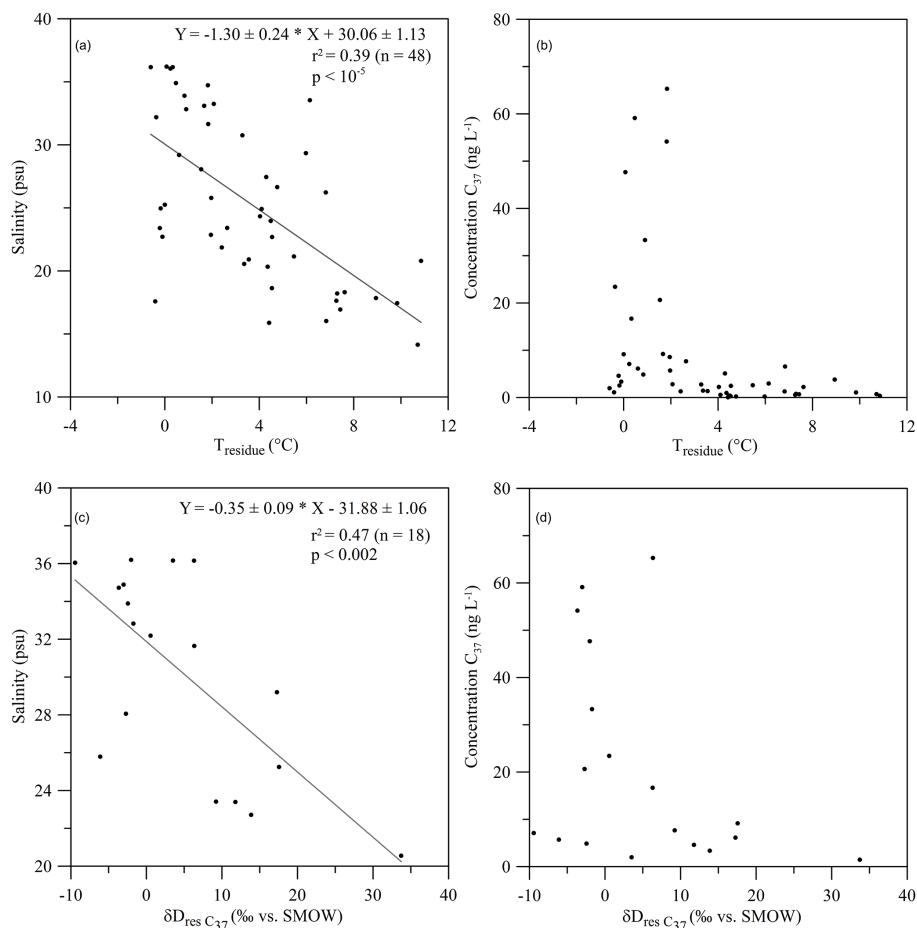 (a)
Y = -1.30 ± 0.24 * X + 30.06 ± 1.13
r² = 0.39 (n = 48)
p < 10⁻⁵
Salinity (psu)
40
30
20
10
-4 0 4 8 12
T_residue (°C)
(b)
Concentration C₃₇ (ng L⁻¹)
80
60
40
20
0
-4 0 4 8 12
T_residue (°C)
(c)
Y = -0.35 ± 0.09 * X - 31.88 ± 1.06
r² = 0.47 (n = 18)
p < 0.002
Salinity (psu)
40
36
32
28
24
20
-10 0 10 20 30 40
δD_res C₃₇ (‰ vs. SMOW)
(d)
Concentration C₃₇ (ng L⁻¹)
80
60
40
20
0
-10 0 10 20 30 40
δD_res C₃₇ (‰ vs. SMOW)